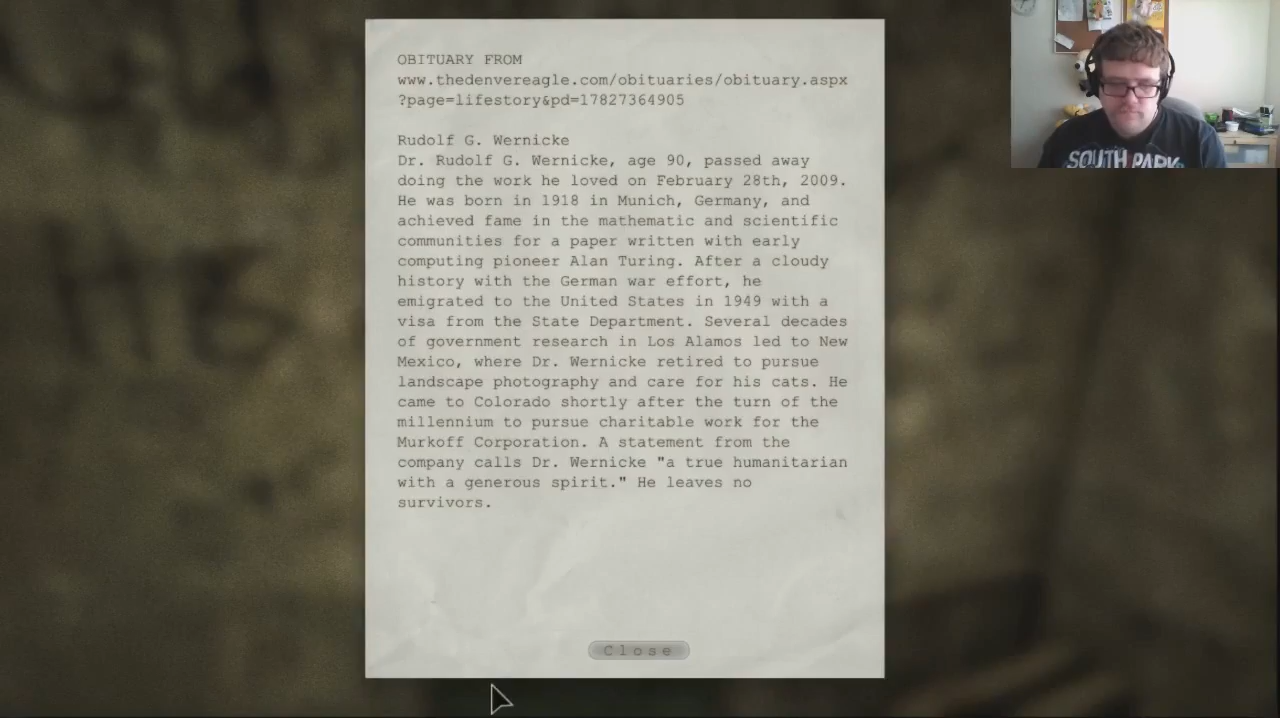 OBITUARY FROM
www.thedenvereagle.com/obituaries/obituary.aspx
?page=lifestory&pd=17827364905
Rudolf G. Wernicke
Dr. Rudolf G. Wernicke, age 90, passed away
doing the work he loved on February 28th, 2009.
He was born in 1918 in Munich, Germany, and
achieved fame in the mathematic and scientific
communities for a paper written with early
computing pioneer Alan Turing. After a cloudy
history with the German war effort, he
emigrated to the United States in 1949 with a
visa from the State Department. Several decades
of government research in Los Alamos led to New
Mexico, where Dr. Wernicke retired to pursue
landscape photography and care for his cats. He
came to Colorado shortly after the turn of the
millennium to pursue charitable work for the
Murkoff Corporation. A statement from the
company calls Dr. Wernicke "a true humanitarian
with a generous spirit." He leaves no
survivors.
Close
SOUTH PARK